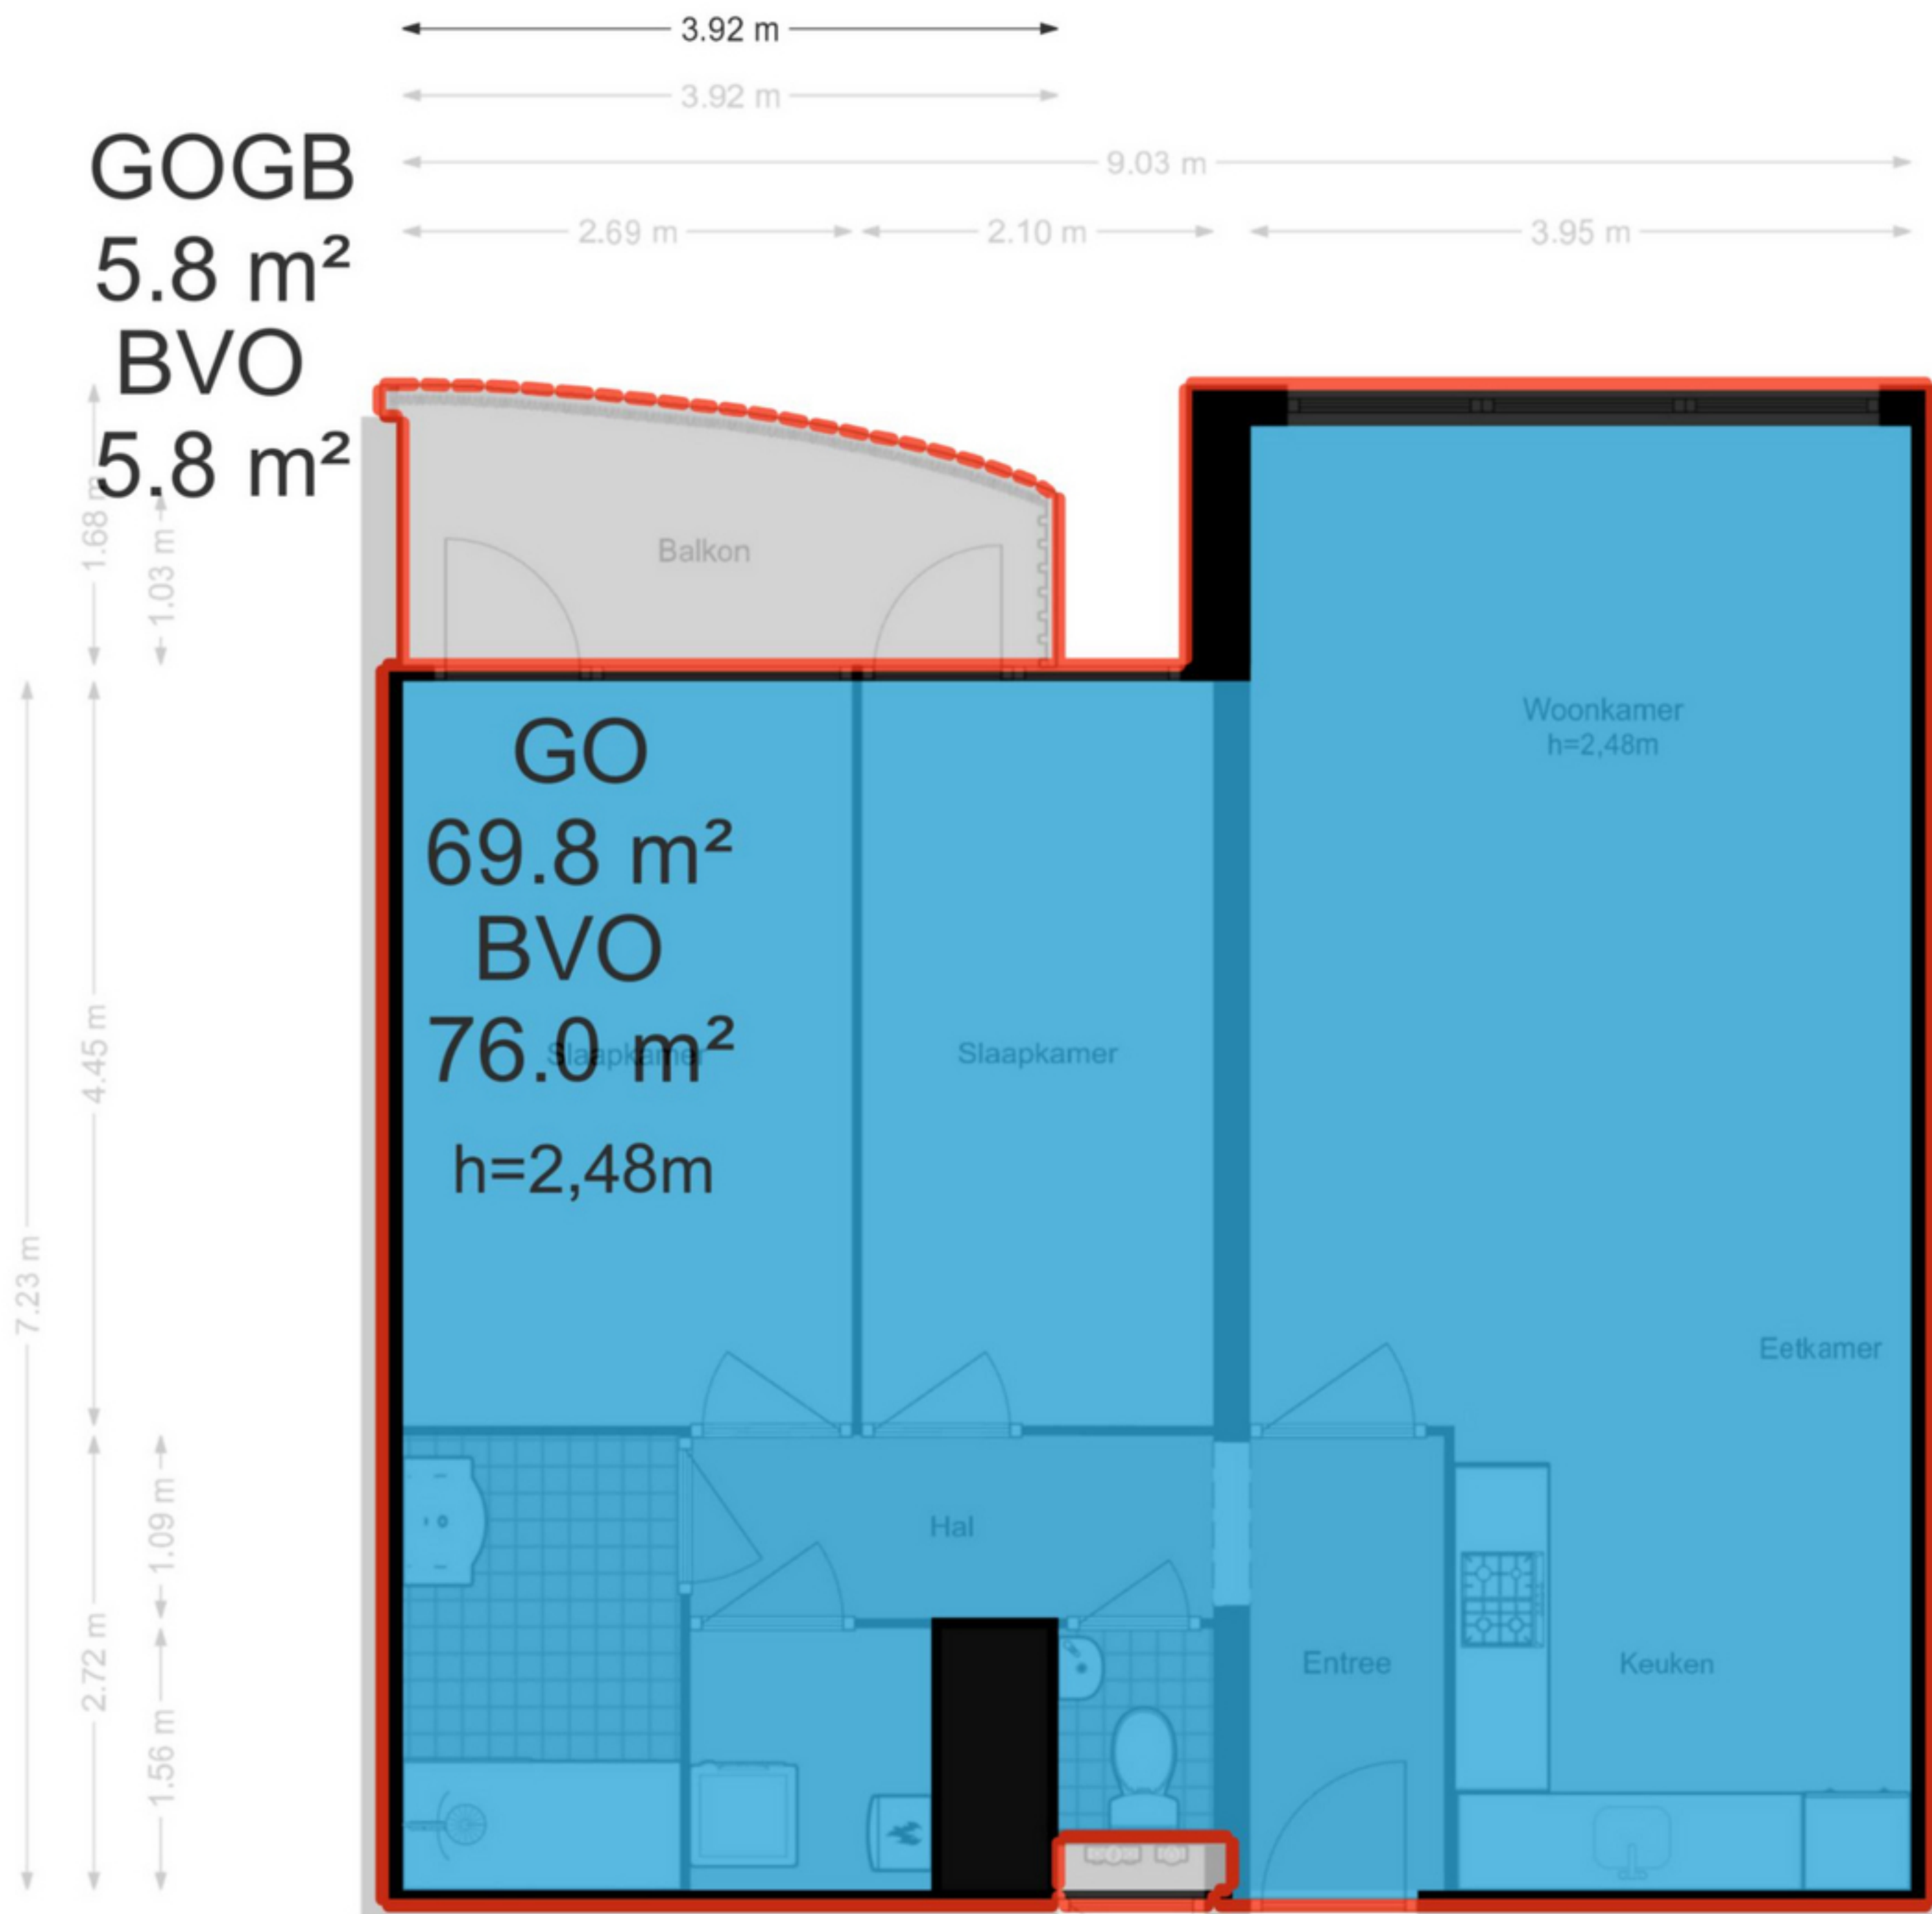 3.92 m
3.92 m
9.03 m
2.69 m
2.10 m
3.95 m
GOGB
5.8 m²
BVO
5.8 m²
1.68 m
1.03 m
Balkon
Woonkamer
h=2,48m
GO
69.8 m²
BVO
76.0 m²
Slaapkamer
Slaapkamer
h=2,48m
4.45 m
7.23 m
Eetkamer
1.09 m
Hal
2.72 m
1.56 m
Entree
Keuken